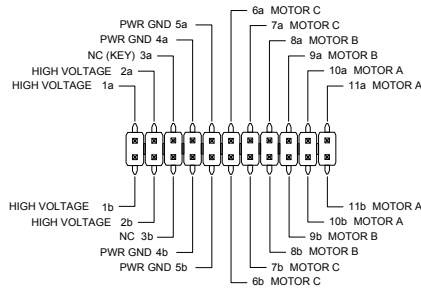 6a MOTOR C
PWR GND 5a
7a MOTOR C
PWR GND 4a
8a MOTOR B
NC (KEY) 3a
9a MOTOR B
HIGH VOLTAGE 2a
10a MOTOR A
HIGH VOLTAGE 1a
11a MOTOR A
HIGH VOLTAGE 1b
11b MOTOR A
HIGH VOLTAGE 2b
10b MOTOR A
NC 3b
9b MOTOR B
PWR GND 4b
8b MOTOR B
PWR GND 5b
7b MOTOR C
6b MOTOR C